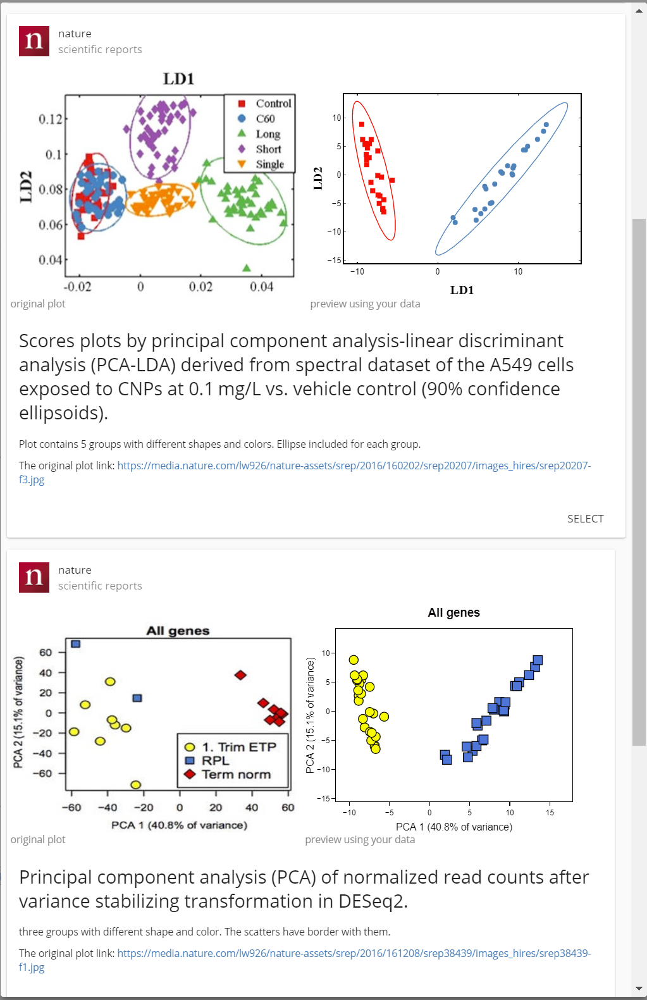 n
nature
scientific reports
LD1
LD2
0.12
0.1
0.08
0.06
0.04
-0.02
0
0.02
0.04
Control
C60
Long
Short
Single
original plot
LD2
10
5
0
−5
−10
−15
−10
0
10
LD1
preview using your data
Scores plots by principal component analysis-linear discriminant
analysis (PCA-LDA) derived from spectral dataset of the A549 cells
exposed to CNPs at 0.1 mg/L vs. vehicle control (90% confidence
ellipsoids).
Plot contains 5 groups with different shapes and colors. Ellipse included for each group.
The original plot link: https://media.nature.com/lw926/nature-assets/srep/2016/160202/srep20207/images_hires/srep20207-
f3.jpg
SELECT
n
nature
scientific reports
All genes
PCA 2 (15.1% of variance)
60
40
20
0
−20
−40
−60
−60
−40
−20
0
20
40
60
1. Trim ETP
RPL
Term norm
PCA 1 (40.8% of variance)
original plot
All genes
PCA 2 (15.1% of variance)
10
5
0
−5
−10
−15
−10
−5
0
5
10
15
PCA 1 (40.8% of variance)
preview using your data
Principal component analysis (PCA) of normalized read counts after
variance stabilizing transformation in DESeq2.
three groups with different shape and color. The scatters have border with them.
The original plot link: https://media.nature.com/lw926/nature-assets/srep/2016/161208/srep38439/images_hires/srep38439-
f1.jpg